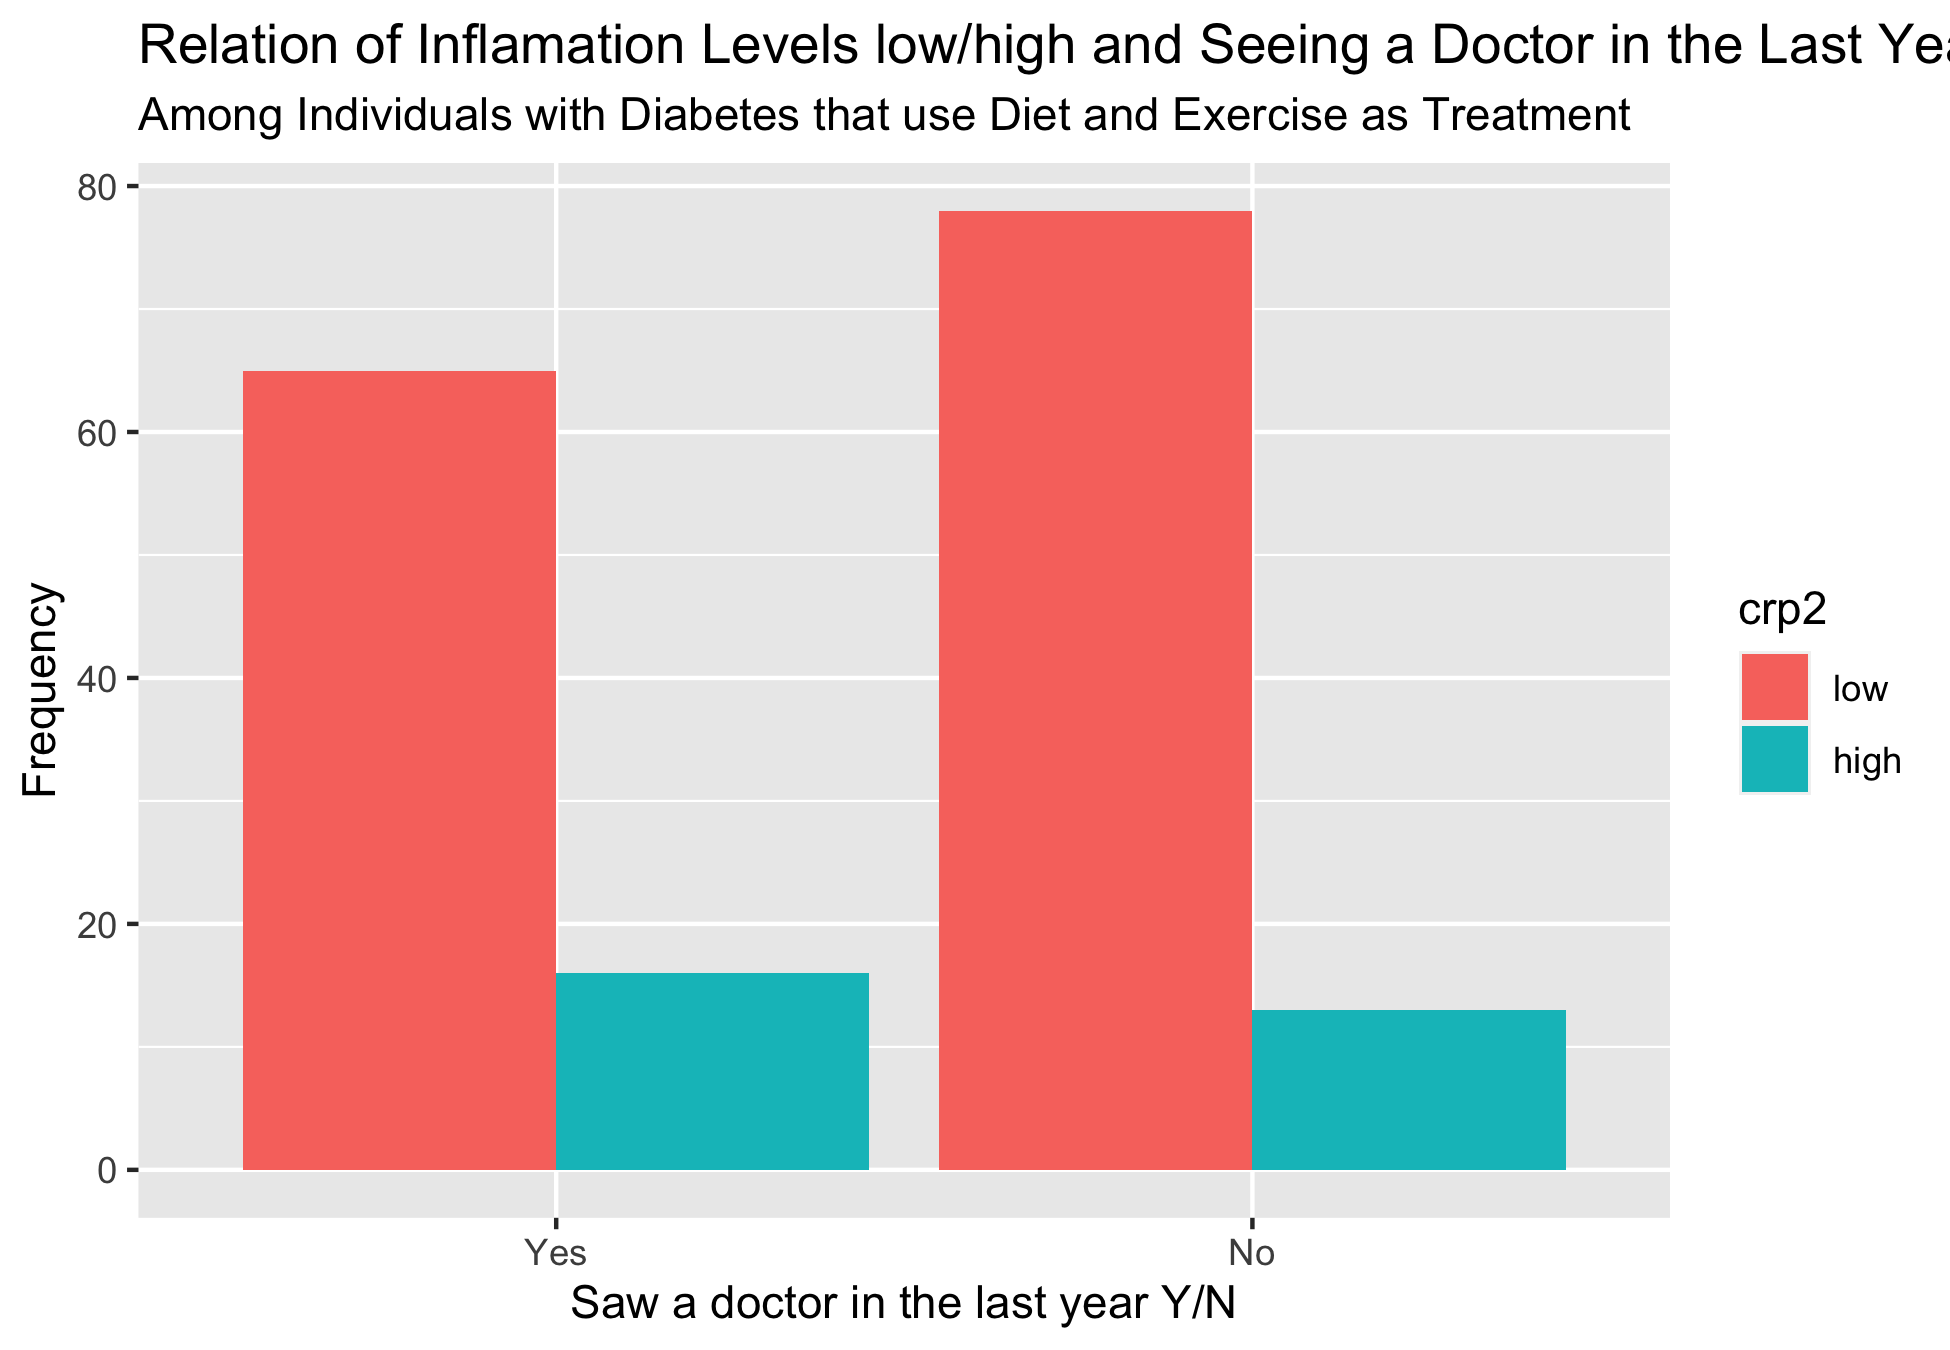 Relation of Inflamation Levels low/high and Seeing a Doctor in the Last Yea
Among Individuals with Diabetes that use Diet and Exercise as Treatment
80
60
40
20
0
Frequency
Yes
No
Saw a doctor in the last year Y/N
crp2
low
high